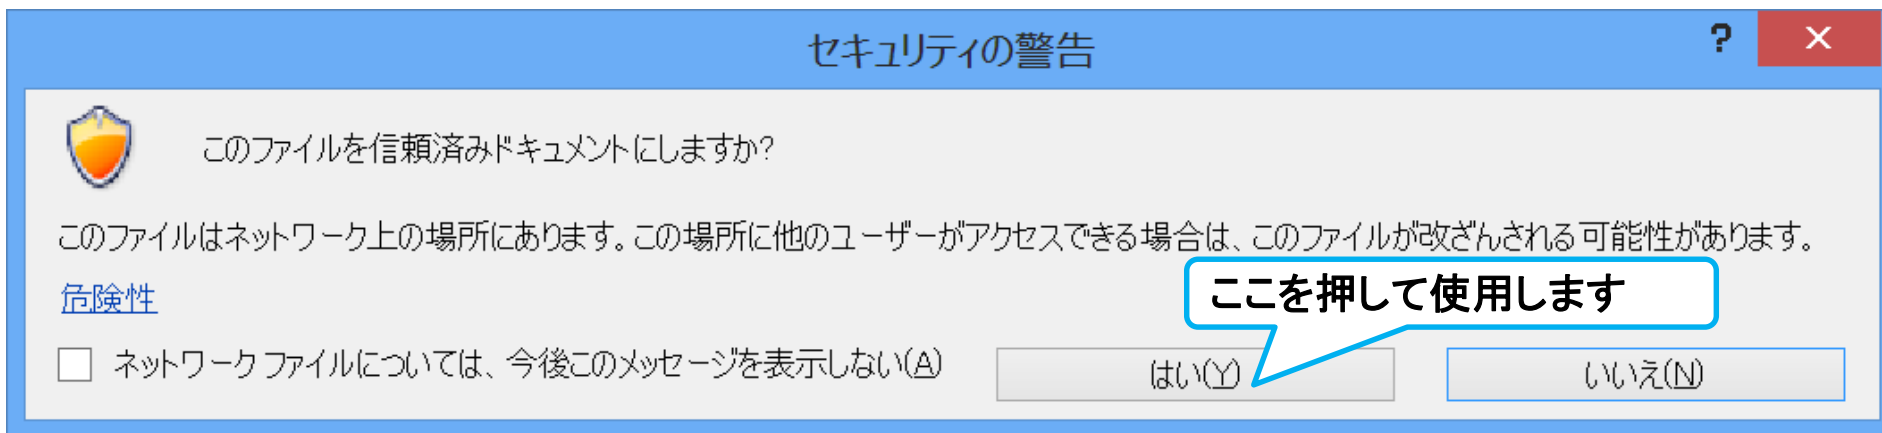 セキュリティの警告
?
このファイルを信頼済みドキュメントにしますか?
このファイルはネットワーク上の場所にあります。この場所に他のユーザーがアクセスできる場合は、このファイルが改ざんされる可能性があります。
危険性
ここを押して使用します
ネットワーク ファイルについては、今後このメッセージを表示しない(A)
はい(Y)
いいえ(N)